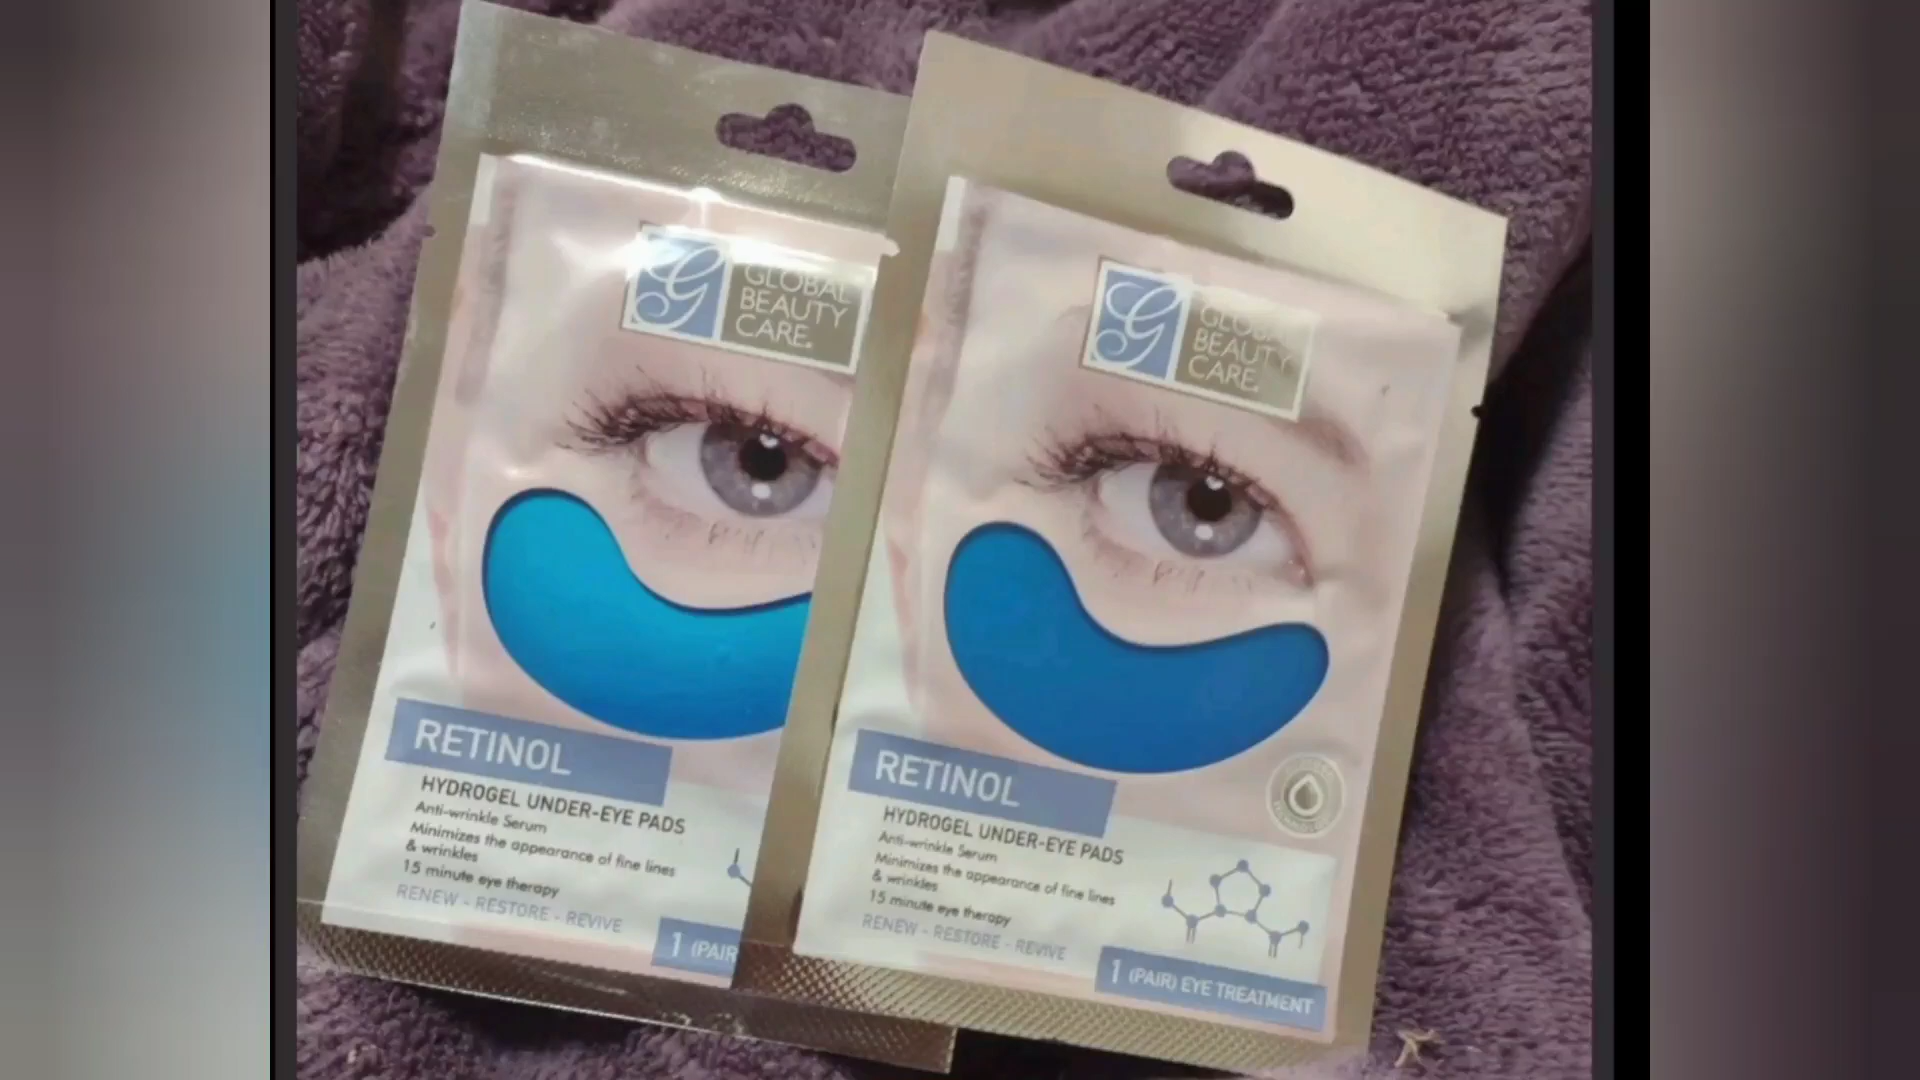 G
GLOBAL
BEAUTY
CARE
RETINOL
HYDROGEL UNDER-EYE PADS
Anti-wrinkle Serum
Minimizes the appearance of fine lines
& wrinkles
15 minute eye therapy
RENEW - RESTORE - REVIVE
1 (PAIR
G
GLOBAL
BEAUTY
CARE
RETINOL
HYDROGEL UNDER-EYE PADS
Anti-wrinkle Serum
Minimizes the appearance of fine lines
& wrinkles
15 minute eye therapy
RENEW - RESTORE - REVIVE
1 (PAIR) EYE TREATMENT